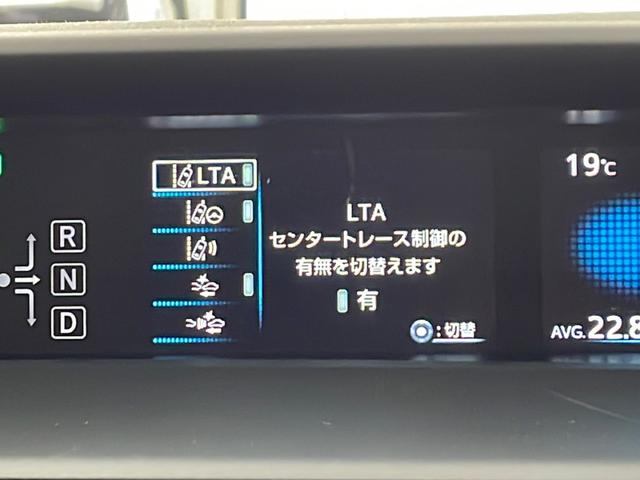 LTA
R
N
D
LTA
センタートレース制御の
有無を切替えます
有
:切替
19℃
AVG. 22.8